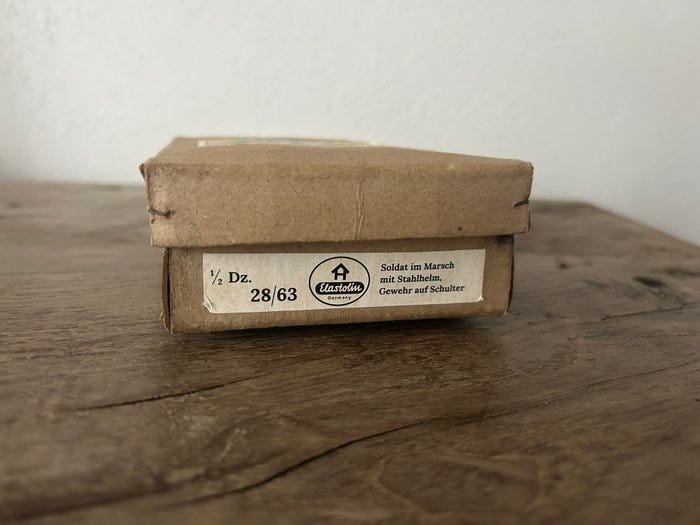 ½ Dz.
28/63
Elastolin
Germany
Soldat im Marsch
mit Stahlhelm,
Gewehr auf Schulter